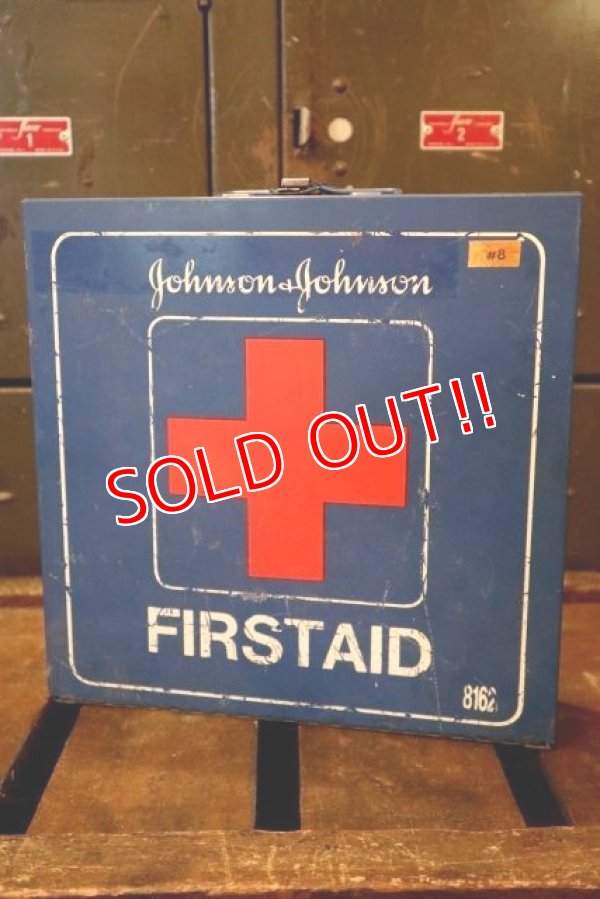 1
2
#8
Johnson & Johnson
SOLD OUT!!
FIRST AID
8162